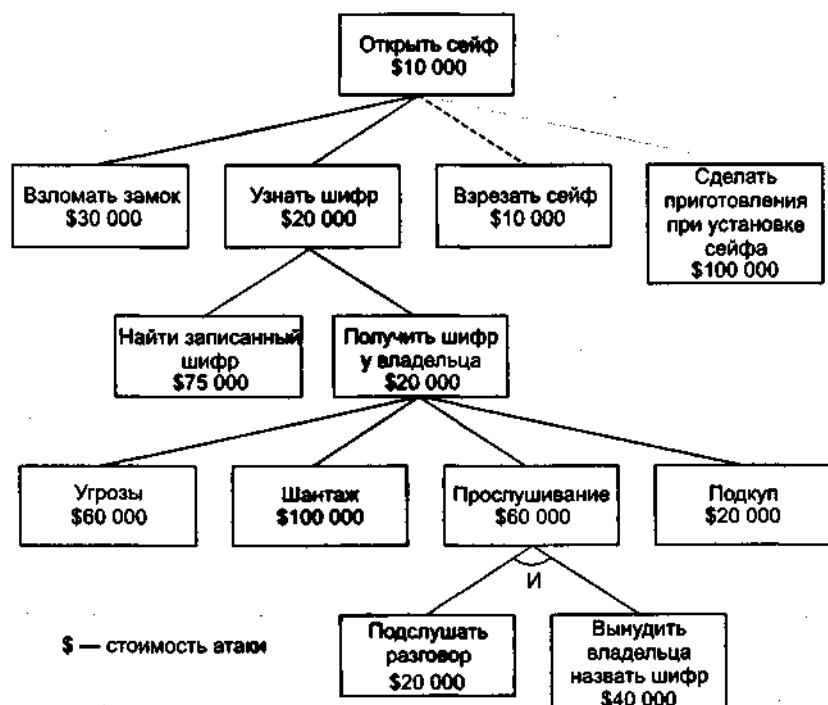 Открыть сейф
$10 000
Взломать замок
$30 000
Узнать шифр
$20 000
Взрезать сейф
$10 000
Сделать
приготовления
при установке
сейфа
$100 000
Найти записанный
шифр
$75 000
Получить шифр
у владельца
$20 000
Угрозы
$60 000
Шантаж
$100 000
Прослушивание
$60 000
Подкуп
$20 000
И
$ — стоимость атаки
Подслушать
разговор
$20 000
Вынудить
владельца
назвать шифр
$40 000